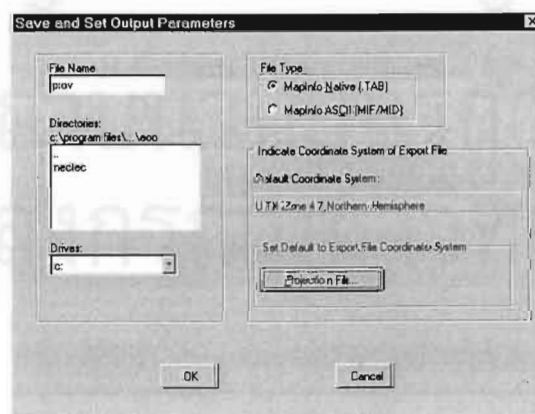 Save and Set Output Parameters
File Name
prov
Directories:
c:\program files\...\eoo
..
neclec
Drives:
c:
File Type
MapInfo Native (.TAB)
MapInfo ASCII (MIF/MID)
Indicate Coordinate System of Export File
Default Coordinate System:
UTM Zone 47, Northern Hemisphere
Set Default to Export File Coordinate System
Projection File...
OK
Cancel